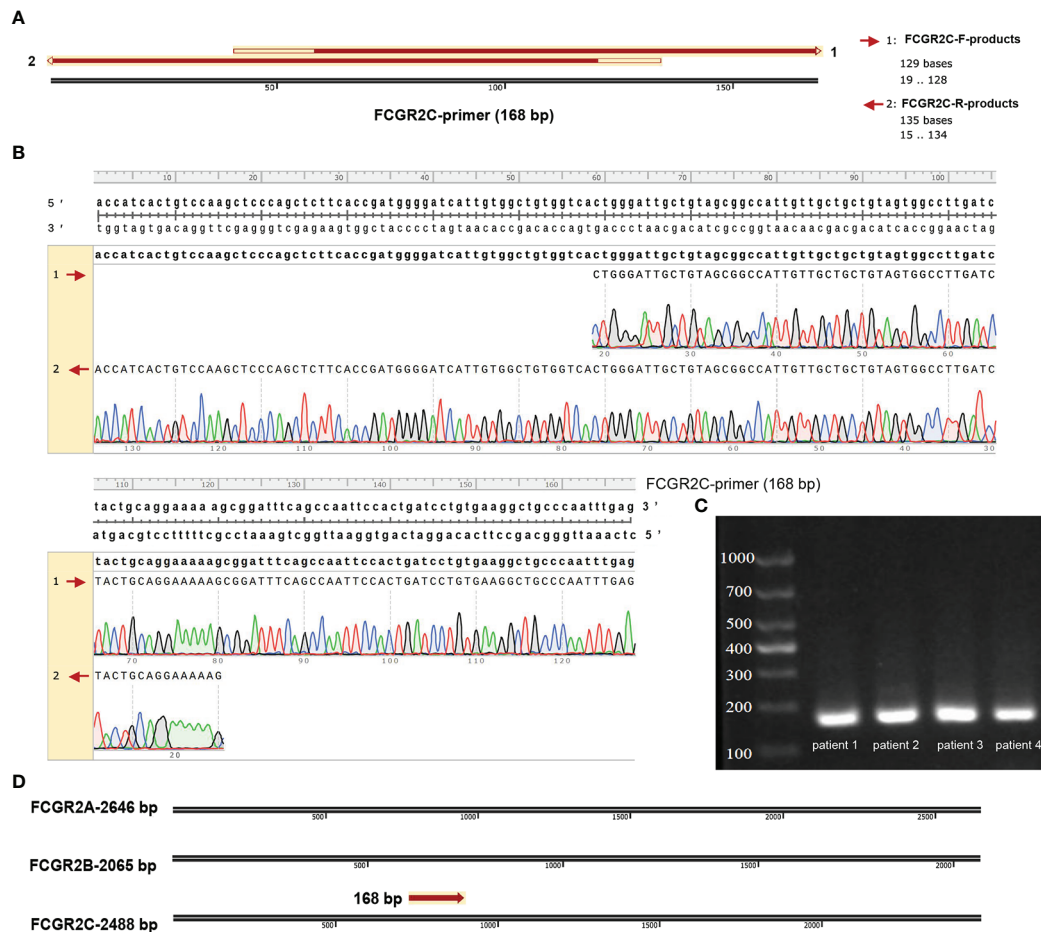 A
2
1
50
100
150
FCGR2C-primer (168 bp)
1: FCGR2C-F-products
129 bases
19 .. 128
2: FCGR2C-R-products
135 bases
15 .. 134
B
10 20 30 40 50 60 70 80 90 100
5 ′ accatcactgtccaagctcccagctcttcaccgatggggatcattgtggctgtggtcactgggattgctgtagcggccattgttgctgctgtagtggccttgatc
3 ′ tggtagtgacaggttcgagggtcgagaagtggctacccctagtaacaccgacaccagtgaccctaacgacatcgccggtaacaacgacgacatcaccggaactag
accatcactgtccaagctcccagctcttcaccgatggggatcattgtggctgtggtcactgggattgctgtagcggccattgttgctgctgtagtggccttgatc
1 CTGGGATTGCTGTAGCGGCCATTGTTGCTGCTGTAGTGGCCTTGATC
20 30 40 50 60
2 ACCATCACTGTCCAAGCTCCCAGCTCTTCACCGATGGGGATCATTGTGGCTGTGGTCACTGGGATTGCTGTAGCGGCCATTGTTGCTGCTGTAGTGGCCTTGATC
130 120 110 100 90 80 70 60 50 40 30
110 120 130 140 150 160
FCGR2C-primer (168 bp)
tactgcaggaaaaa agcggatttcagccaattccactgatcctgtgaaggctgcccaatttgag 3 ′
atgacgtcctttttcgcctaaagtcggttaaggtgactaggacacttccgacgggttaaactc 5 ′
tactgcaggaaaaagcggatttcagccaattccactgatcctgtgaaggctgcccaatttgag
1 TACTGCAGGAAAAAGCGGATTTCAGCCAATTCCACTGATCCTGTGAAGGCTGCCCAATTTGAG
70 80 90 100 110 120
2 TACTGCAGGAAAAAG
20
C
1000
700
500
400
300
200
100
patient 1 patient 2 patient 3 patient 4
D
FCGR2A-2646 bp
500 1000 1500 2000 2500
FCGR2B-2065 bp
500 1000 1500 2000
168 bp
FCGR2C-2488 bp
500 1000 1500 2000